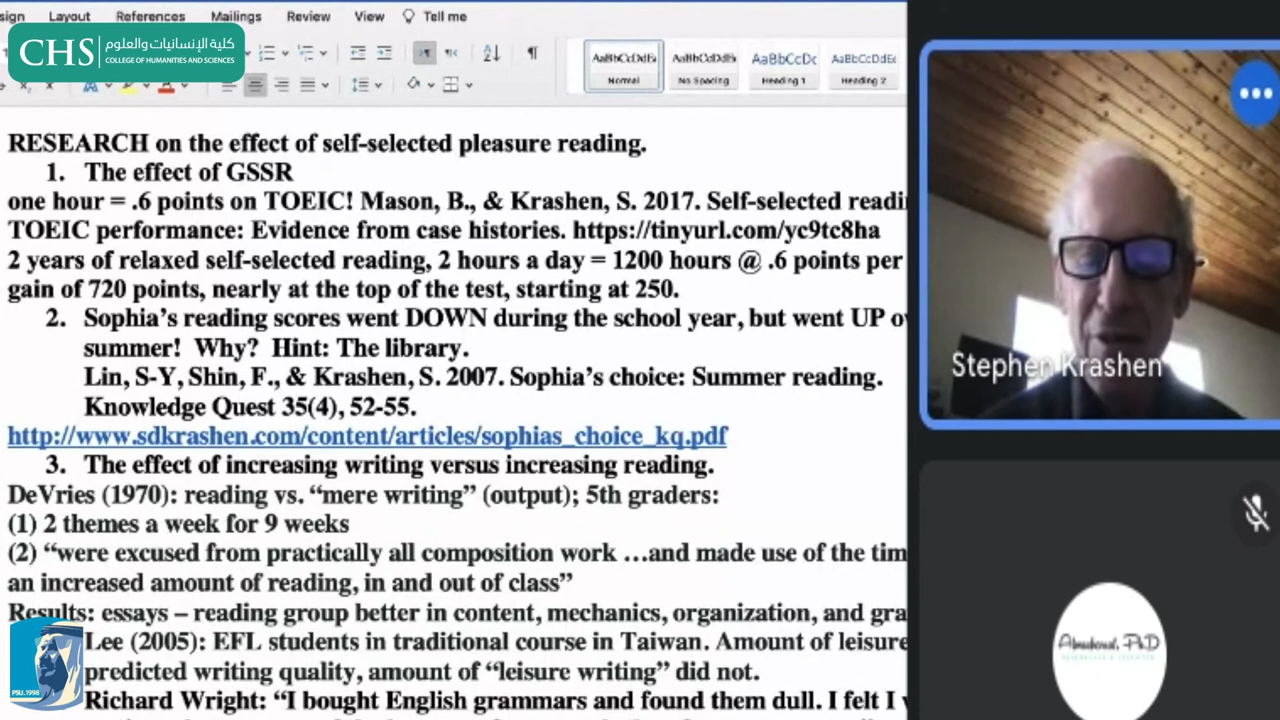 sign Layout References Mailings Review View Tell me
CHS كلية الإنسانيات والعلوم
COLLEGE OF HUMANITIES AND SCIENCES
AaBbCcDdEe AaBbCcDdEe AaBbCcDc AaBbCcDdEe
Normal No Spacing Heading 1 Heading 2
RESEARCH on the effect of self-selected pleasure reading.
1. The effect of GSSR
one hour = .6 points on TOEIC! Mason, B., & Krashen, S. 2017. Self-selected readin
TOEIC performance: Evidence from case histories. https://tinyurl.com/yc9tc8ha
2 years of relaxed self-selected reading, 2 hours a day = 1200 hours @ .6 points per
gain of 720 points, nearly at the top of the test, starting at 250.
2. Sophia's reading scores went DOWN during the school year, but went UP ov
summer! Why? Hint: The library.
Lin, S-Y, Shin, F., & Krashen, S. 2007. Sophia's choice: Summer reading.
Knowledge Quest 35(4), 52-55.
http://www.sdkrashen.com/content/articles/sophias_choice_kq.pdf
3. The effect of increasing writing versus increasing reading.
DeVries (1970): reading vs. "mere writing" (output); 5th graders:
(1) 2 themes a week for 9 weeks
(2) "were excused from practically all composition work …and made use of the tim
an increased amount of reading, in and out of class"
Results: essays – reading group better in content, mechanics, organization, and gra
Lee (2005): EFL students in traditional course in Taiwan. Amount of leisure
predicted writing quality, amount of "leisure writing" did not.
Richard Wright: "I bought English grammars and found them dull. I felt I
PSU.1998
Stephen Krashen
Ph.D